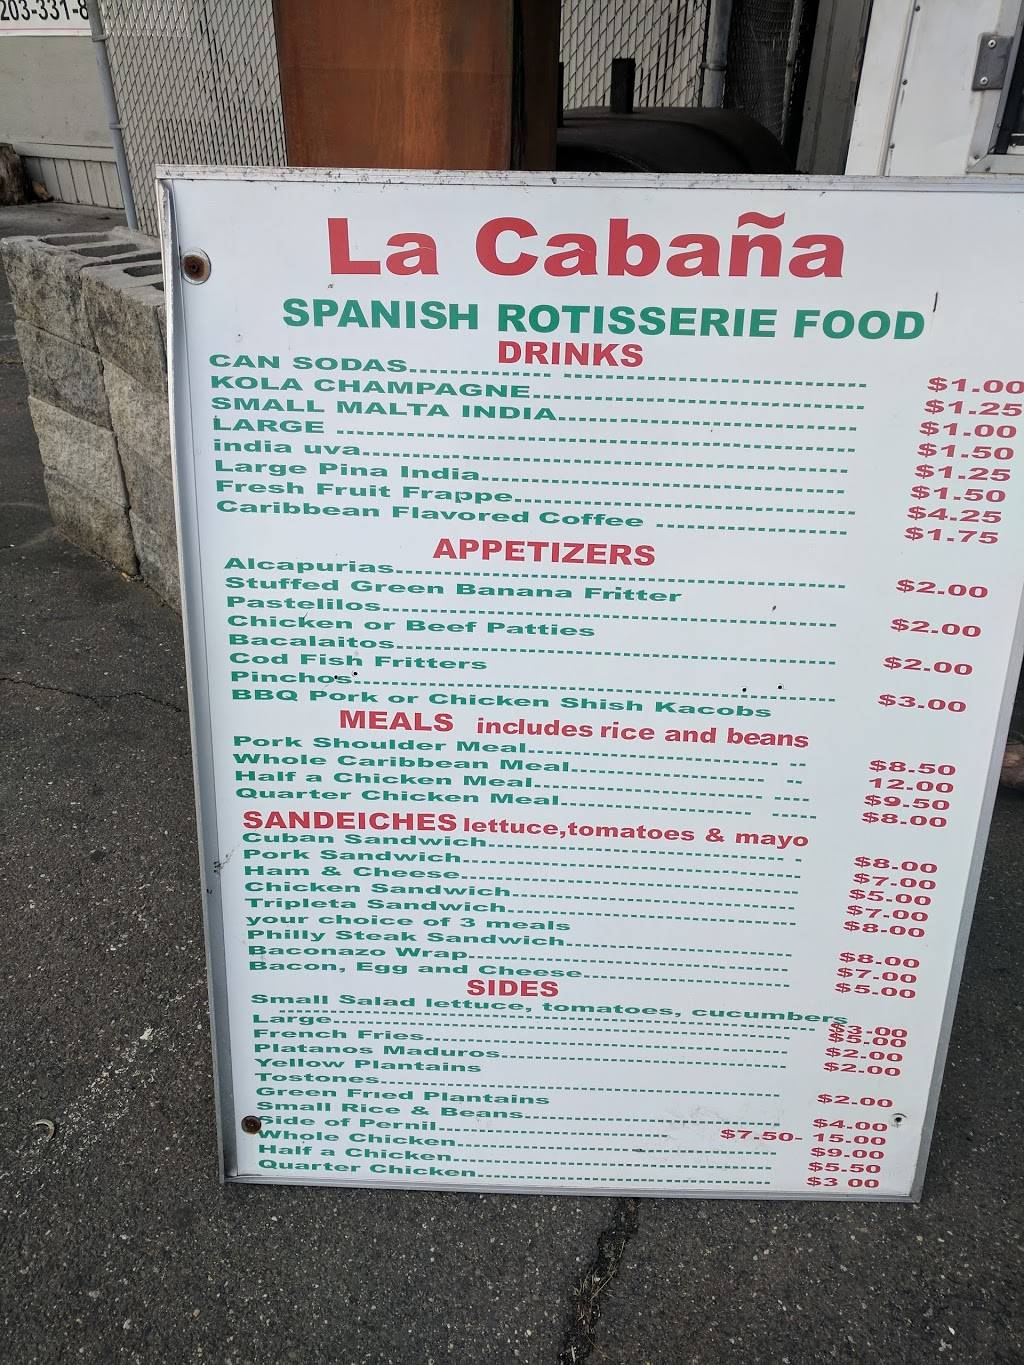 203-331-8
La Cabaña
SPANISH ROTISSERIE FOOD
DRINKS
CAN SODAS $1.00
KOLA CHAMPAGNE $1.25
SMALL MALTA INDIA $1.00
LARGE $1.50
india uva $1.25
Large Pina India $1.50
Fresh Fruit Frappe $4.25
Caribbean Flavored Coffee $1.75
APPETIZERS
Alcapurias $2.00
Stuffed Green Banana Fritter
Pastelilos $2.00
Chicken or Beef Patties
Bacalaitos $2.00
Cod Fish Fritters
Pinchos $3.00
BBQ Pork or Chicken Shish Kacobs
MEALS includes rice and beans
Pork Shoulder Meal $8.50
Whole Caribbean Meal 12.00
Half a Chicken Meal $9.50
Quarter Chicken Meal $8.00
SANDEICHES lettuce,tomatoes & mayo
Cuban Sandwich $8.00
Pork Sandwich $7.00
Ham & Cheese $5.00
Chicken Sandwich $7.00
Tripleta Sandwich $8.00
your choice of 3 meals
Philly Steak Sandwich $8.00
Baconazo Wrap $7.00
Bacon, Egg and Cheese $5.00
SIDES
Small Salad lettuce, tomatoes, cucumbers
$3.00
Large $5.00
French Fries $2.00
Platanos Maduros $2.00
Yellow Plantains
Tostones $2.00
Green Fried Plantains
Small Rice & Beans $4.00
Side of Pernil $7.50- 15.00
Whole Chicken $9.00
Half a Chicken $5.50
Quarter Chicken $3 00